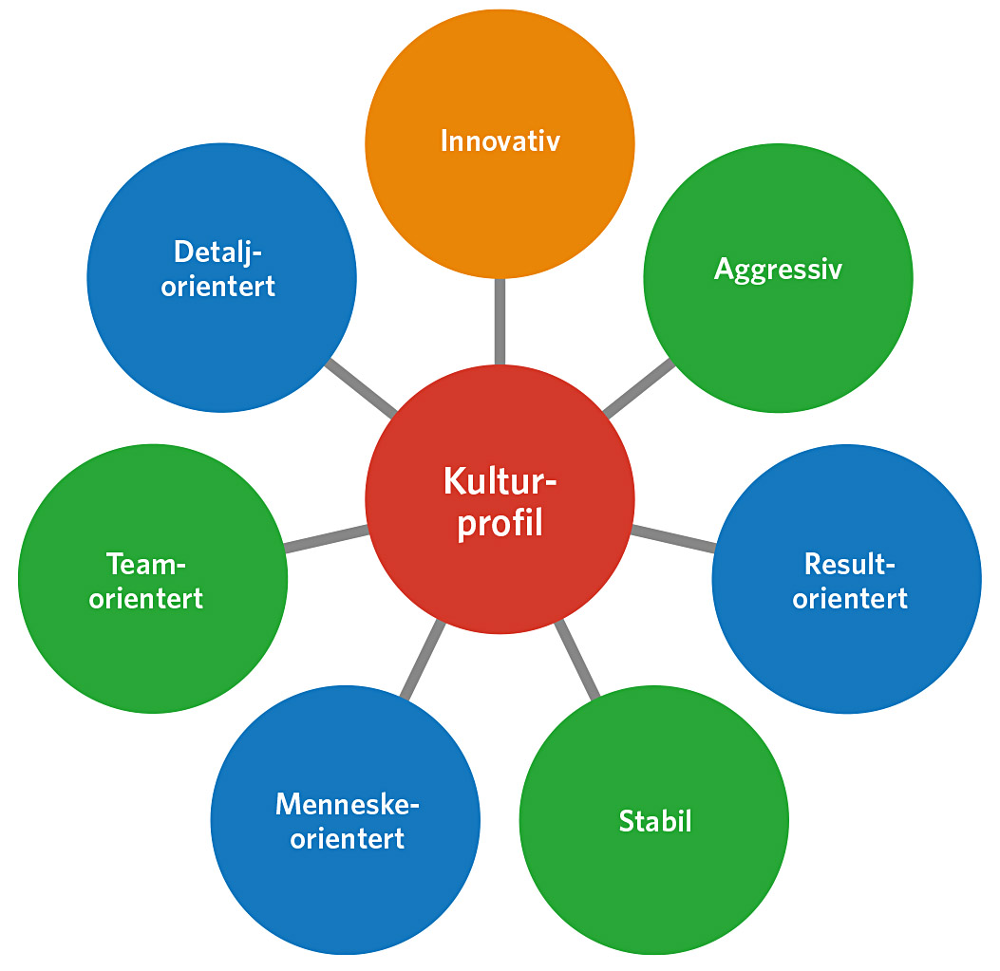 Innovativ
Detalj-
orientert
Aggressiv
Kultur-
profil
Team-
orientert
Result-
orientert
Menneske-
orientert
Stabil